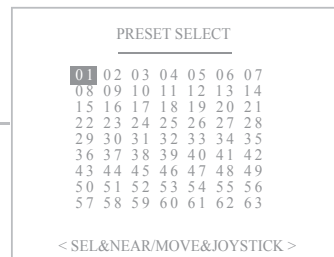 PRESET SELECT
01 02 03 04 05 06 07
08 09 10 11 12 13 14
15 16 17 18 19 20 21
22 23 24 25 26 27 28
29 30 31 32 33 34 35
36 37 38 39 40 41 42
43 44 45 46 47 48 49
50 51 52 53 54 55 56
57 58 59 60 61 62 63
< SEL&NEAR/MOVE&JOYSTICK >